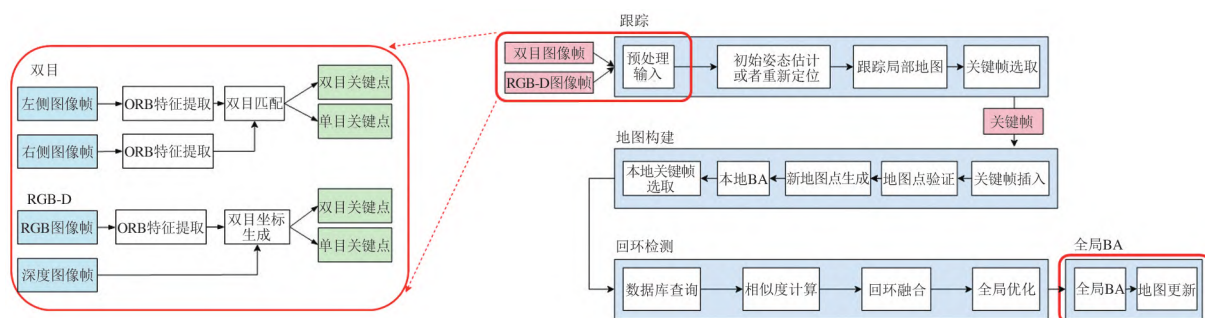 双目
左侧图像帧
ORB特征提取
双目匹配
双目关键点
单目关键点
右侧图像帧
ORB特征提取
RGB-D
RGB图像帧
ORB特征提取
双目坐标
生成
双目关键点
单目关键点
深度图像帧
跟踪
双目图像帧
RGB-D图像帧
预处理
输入
初始姿态估计
或者重新定位
跟踪局部地图
关键帧选取
关键帧
地图构建
本地关键帧
选取
本地BA
新地图点生成
地图点验证
关键帧插入
回环检测
数据库查询
相似度计算
回环融合
全局优化
全局BA
全局BA
地图更新